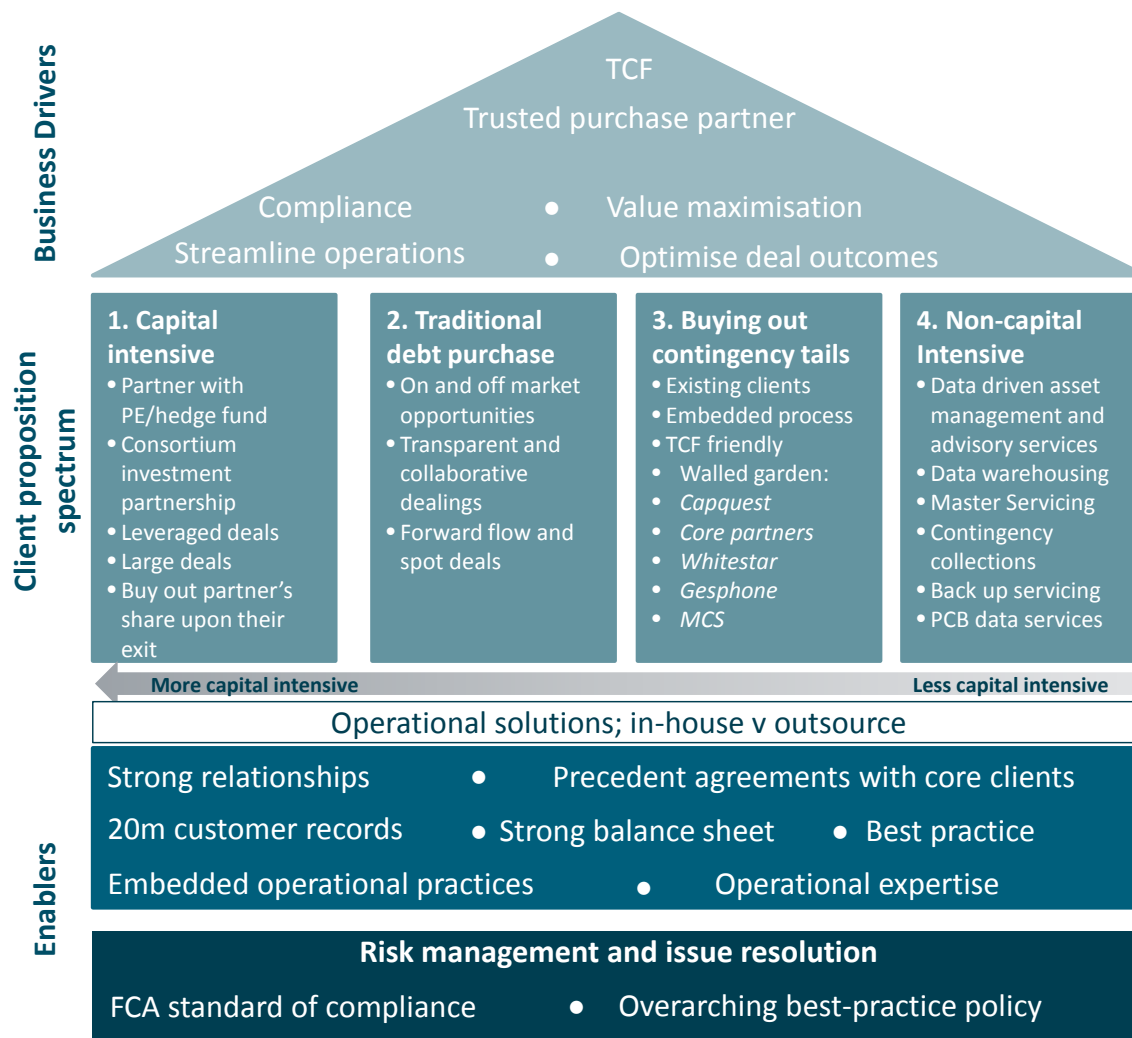 Business Drivers
TCF
Trusted purchase partner
Compliance ● Value maximisation
Streamline operations ● Optimise deal outcomes
Client proposition
spectrum
1. Capital
intensive
• Partner with
PE/hedge fund
• Consortium
investment
partnership
• Leveraged deals
• Large deals
• Buy out partner's
share upon their
exit
2. Traditional
debt purchase
• On and off market
opportunities
• Transparent and
collaborative
dealings
• Forward flow and
spot deals
3. Buying out
contingency tails
• Existing clients
• Embedded process
• TCF friendly
• Walled garden:
• Capquest
• Core partners
• Whitestar
• Gesphone
• MCS
4. Non-capital
Intensive
• Data driven asset
management and
advisory services
• Data warehousing
• Master Servicing
• Contingency
collections
• Back up servicing
• PCB data services
More capital intensive
Less capital intensive
Operational solutions; in-house v outsource
Enablers
Strong relationships ● Precedent agreements with core clients
20m customer records ● Strong balance sheet ● Best practice
Embedded operational practices ● Operational expertise
Risk management and issue resolution
FCA standard of compliance ● Overarching best-practice policy